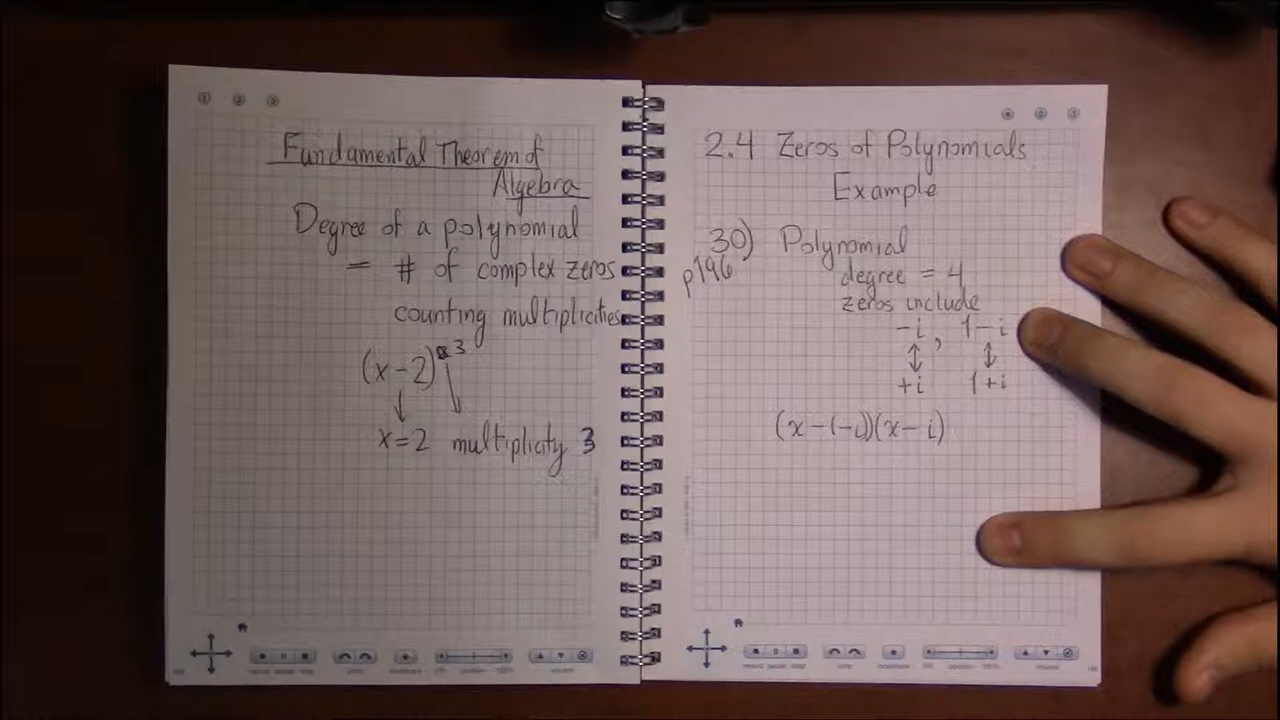 Fundamental Theorem of
Algebra
Degree of a polynomial
= # of complex zeros
counting multiplicities
(x-2)^3
x=2 multiplicity 3
2.4 Zeros of Polynomials
Example
30) Polynomial
p196
degree = 4
zeros include
-i, 1-i
+i 1+i
(x-(-i))(x-i)